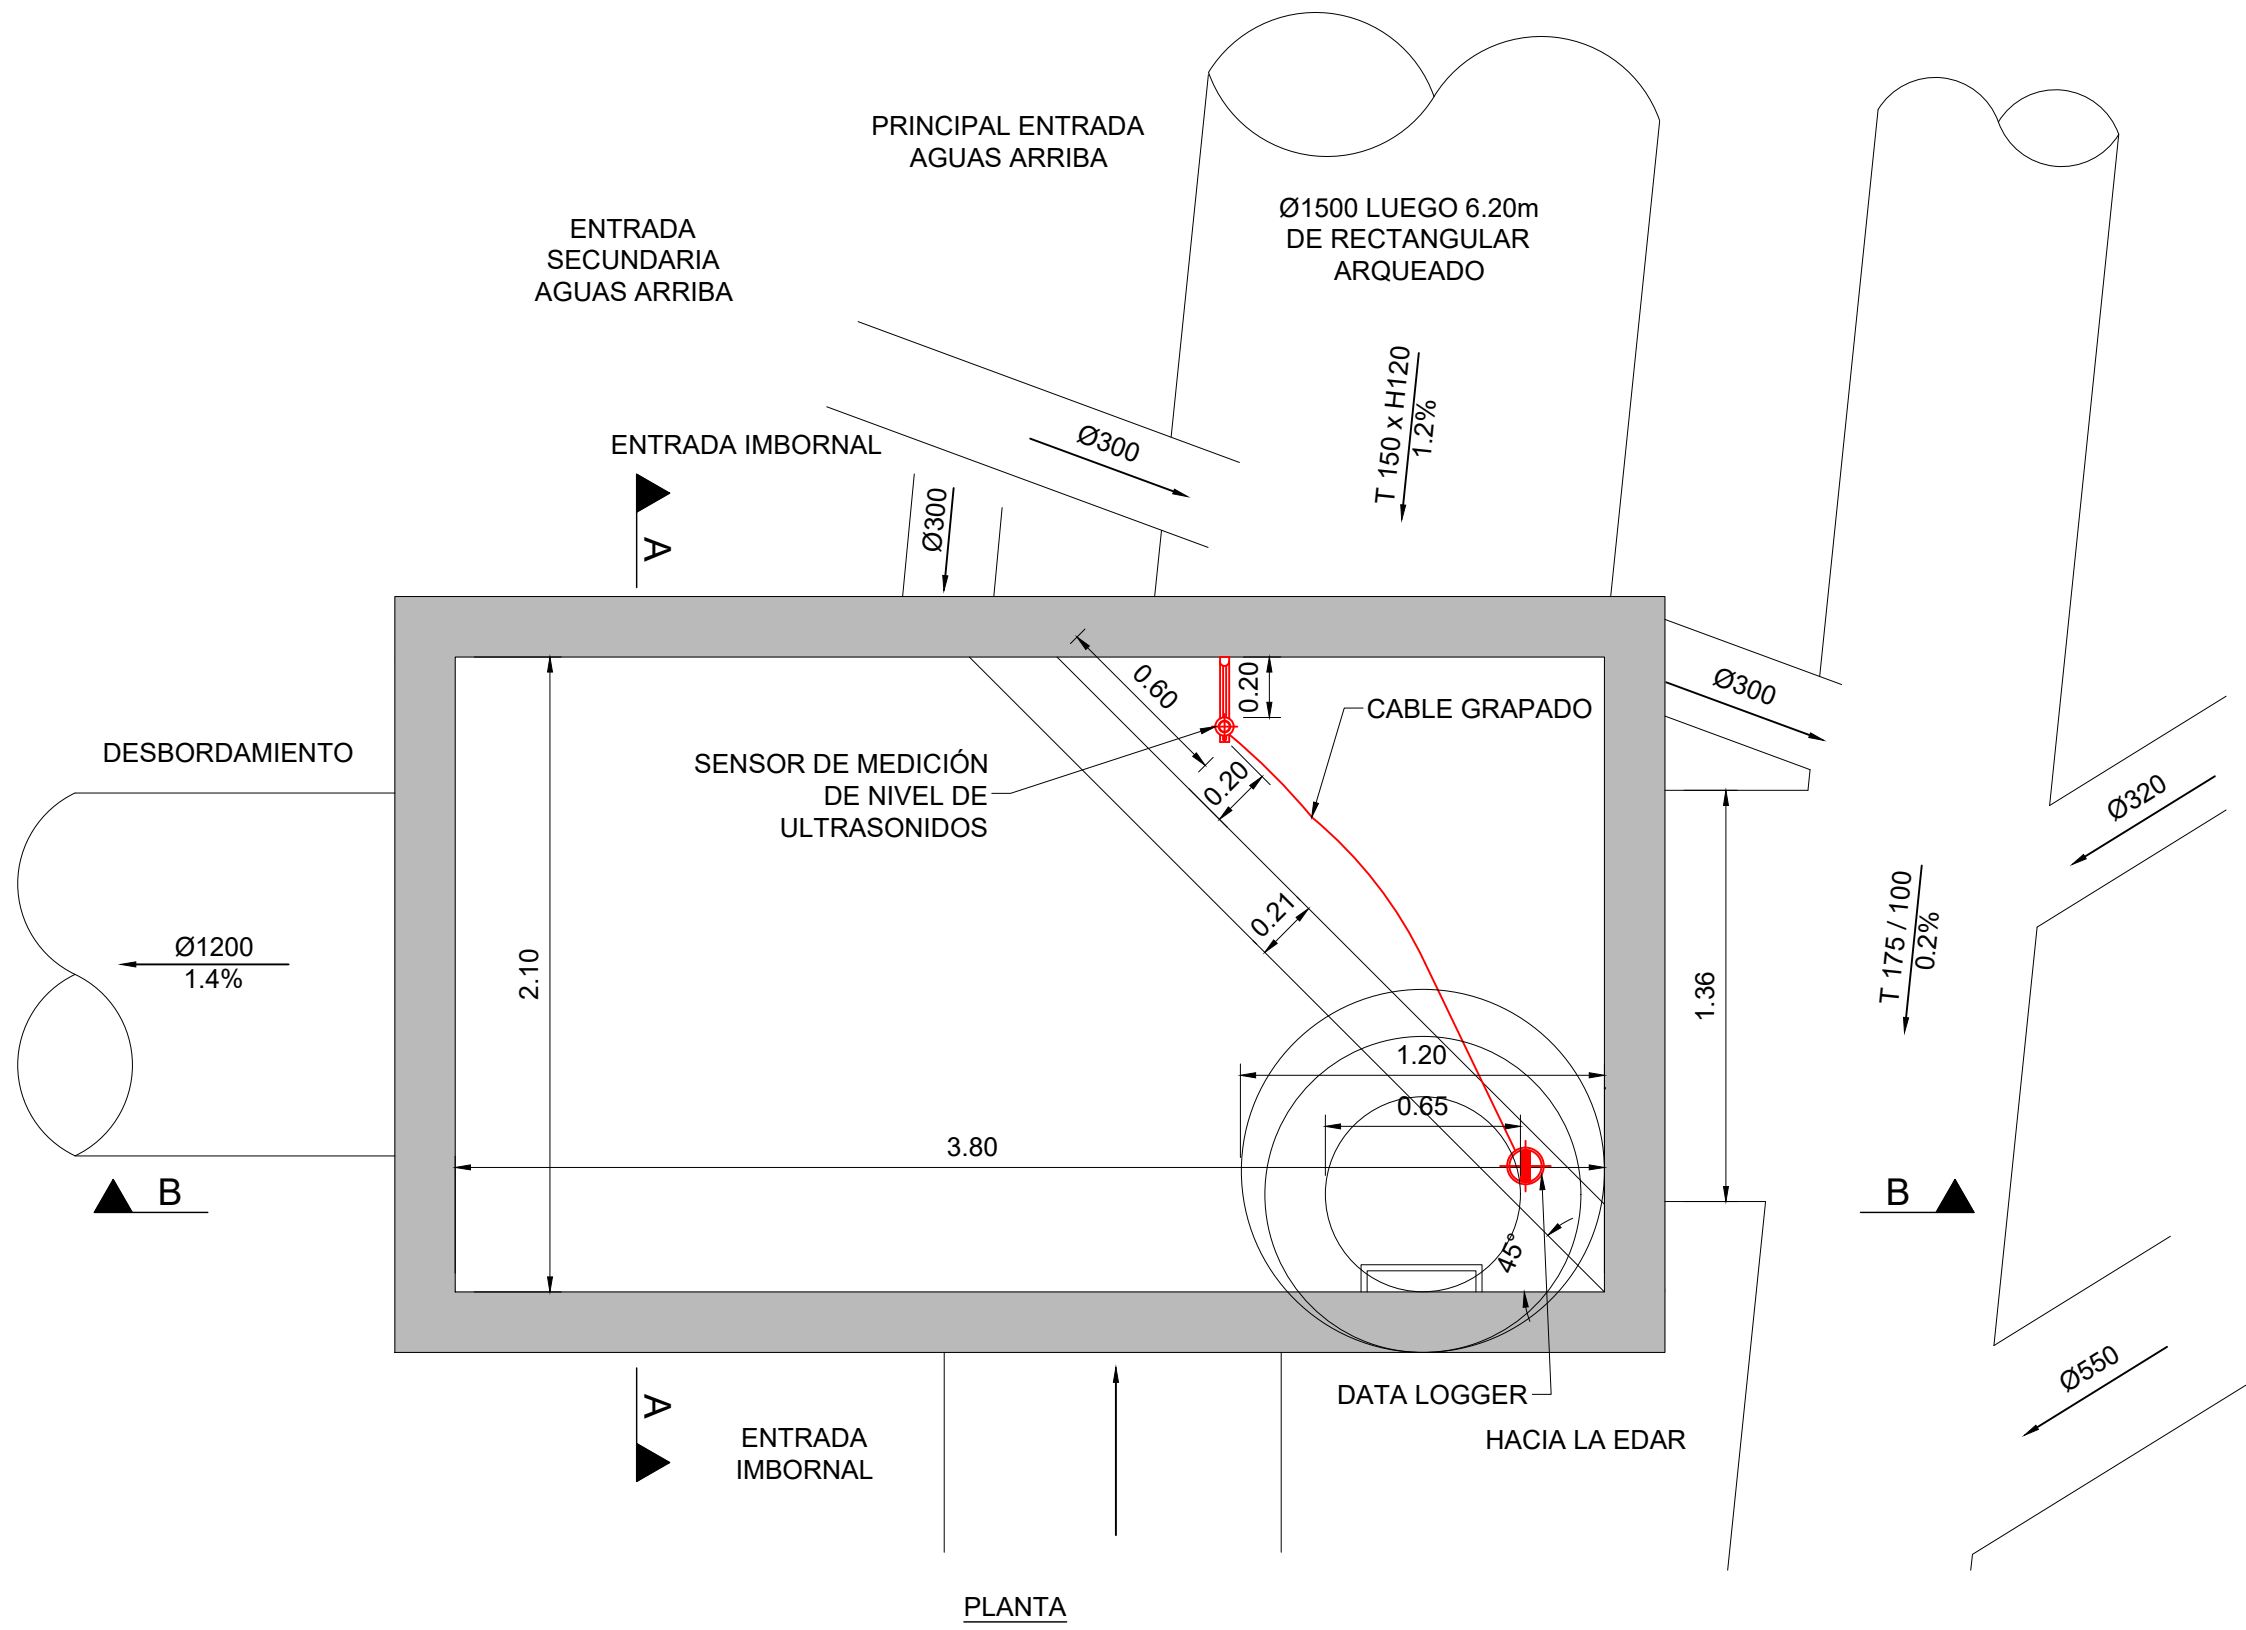 PRINCIPAL ENTRADA
AGUAS ARRIBA
Ø1500 LUEGO 6.20m
DE RECTANGULAR
ARQUEADO
ENTRADA
SECUNDARIA
AGUAS ARRIBA
T 150 x H120
1.2%
Ø300
ENTRADA IMBORNAL
Ø300
A
0.60
0.20
CABLE GRAPADO
Ø300
DESBORDAMIENTO
SENSOR DE MEDICIÓN
DE NIVEL DE
ULTRASONIDOS
0.20
Ø320
0.21
T 175 / 100
0.2%
Ø1200
1.4%
2.10
1.36
1.20
0.65
3.80
B
B
45°
DATA LOGGER
A
Ø550
ENTRADA
IMBORNAL
HACIA LA EDAR
PLANTA